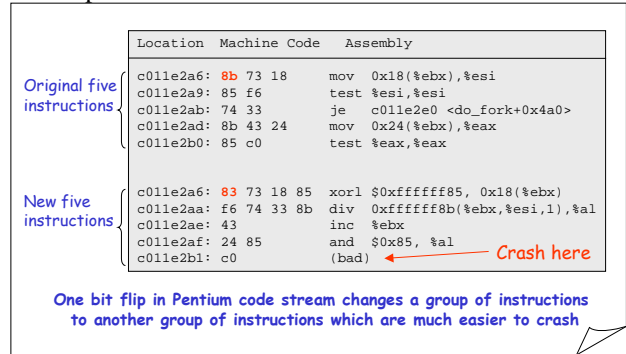 Location Machine Code Assembly
Original five
instructions
c011e2a6: 8b 73 18 mov 0x18(%ebx),%esi
c011e2a9: 85 f6 test %esi,%esi
c011e2ab: 74 33 je c011e2e0 <do_fork+0x4a0>
c011e2ad: 8b 43 24 mov 0x24(%ebx),%eax
c011e2b0: 85 c0 test %eax,%eax
New five
instructions
c011e2a6: 83 73 18 85 xorl $0xffffff85, 0x18(%ebx)
c011e2aa: f6 74 33 8b div 0xffffff8b(%ebx,%esi,1),%al
c011e2ae: 43 inc %ebx
c011e2af: 24 85 and $0x85, %al
c011e2b1: c0 (bad)
Crash here
One bit flip in Pentium code stream changes a group of instructions
to another group of instructions which are much easier to crash